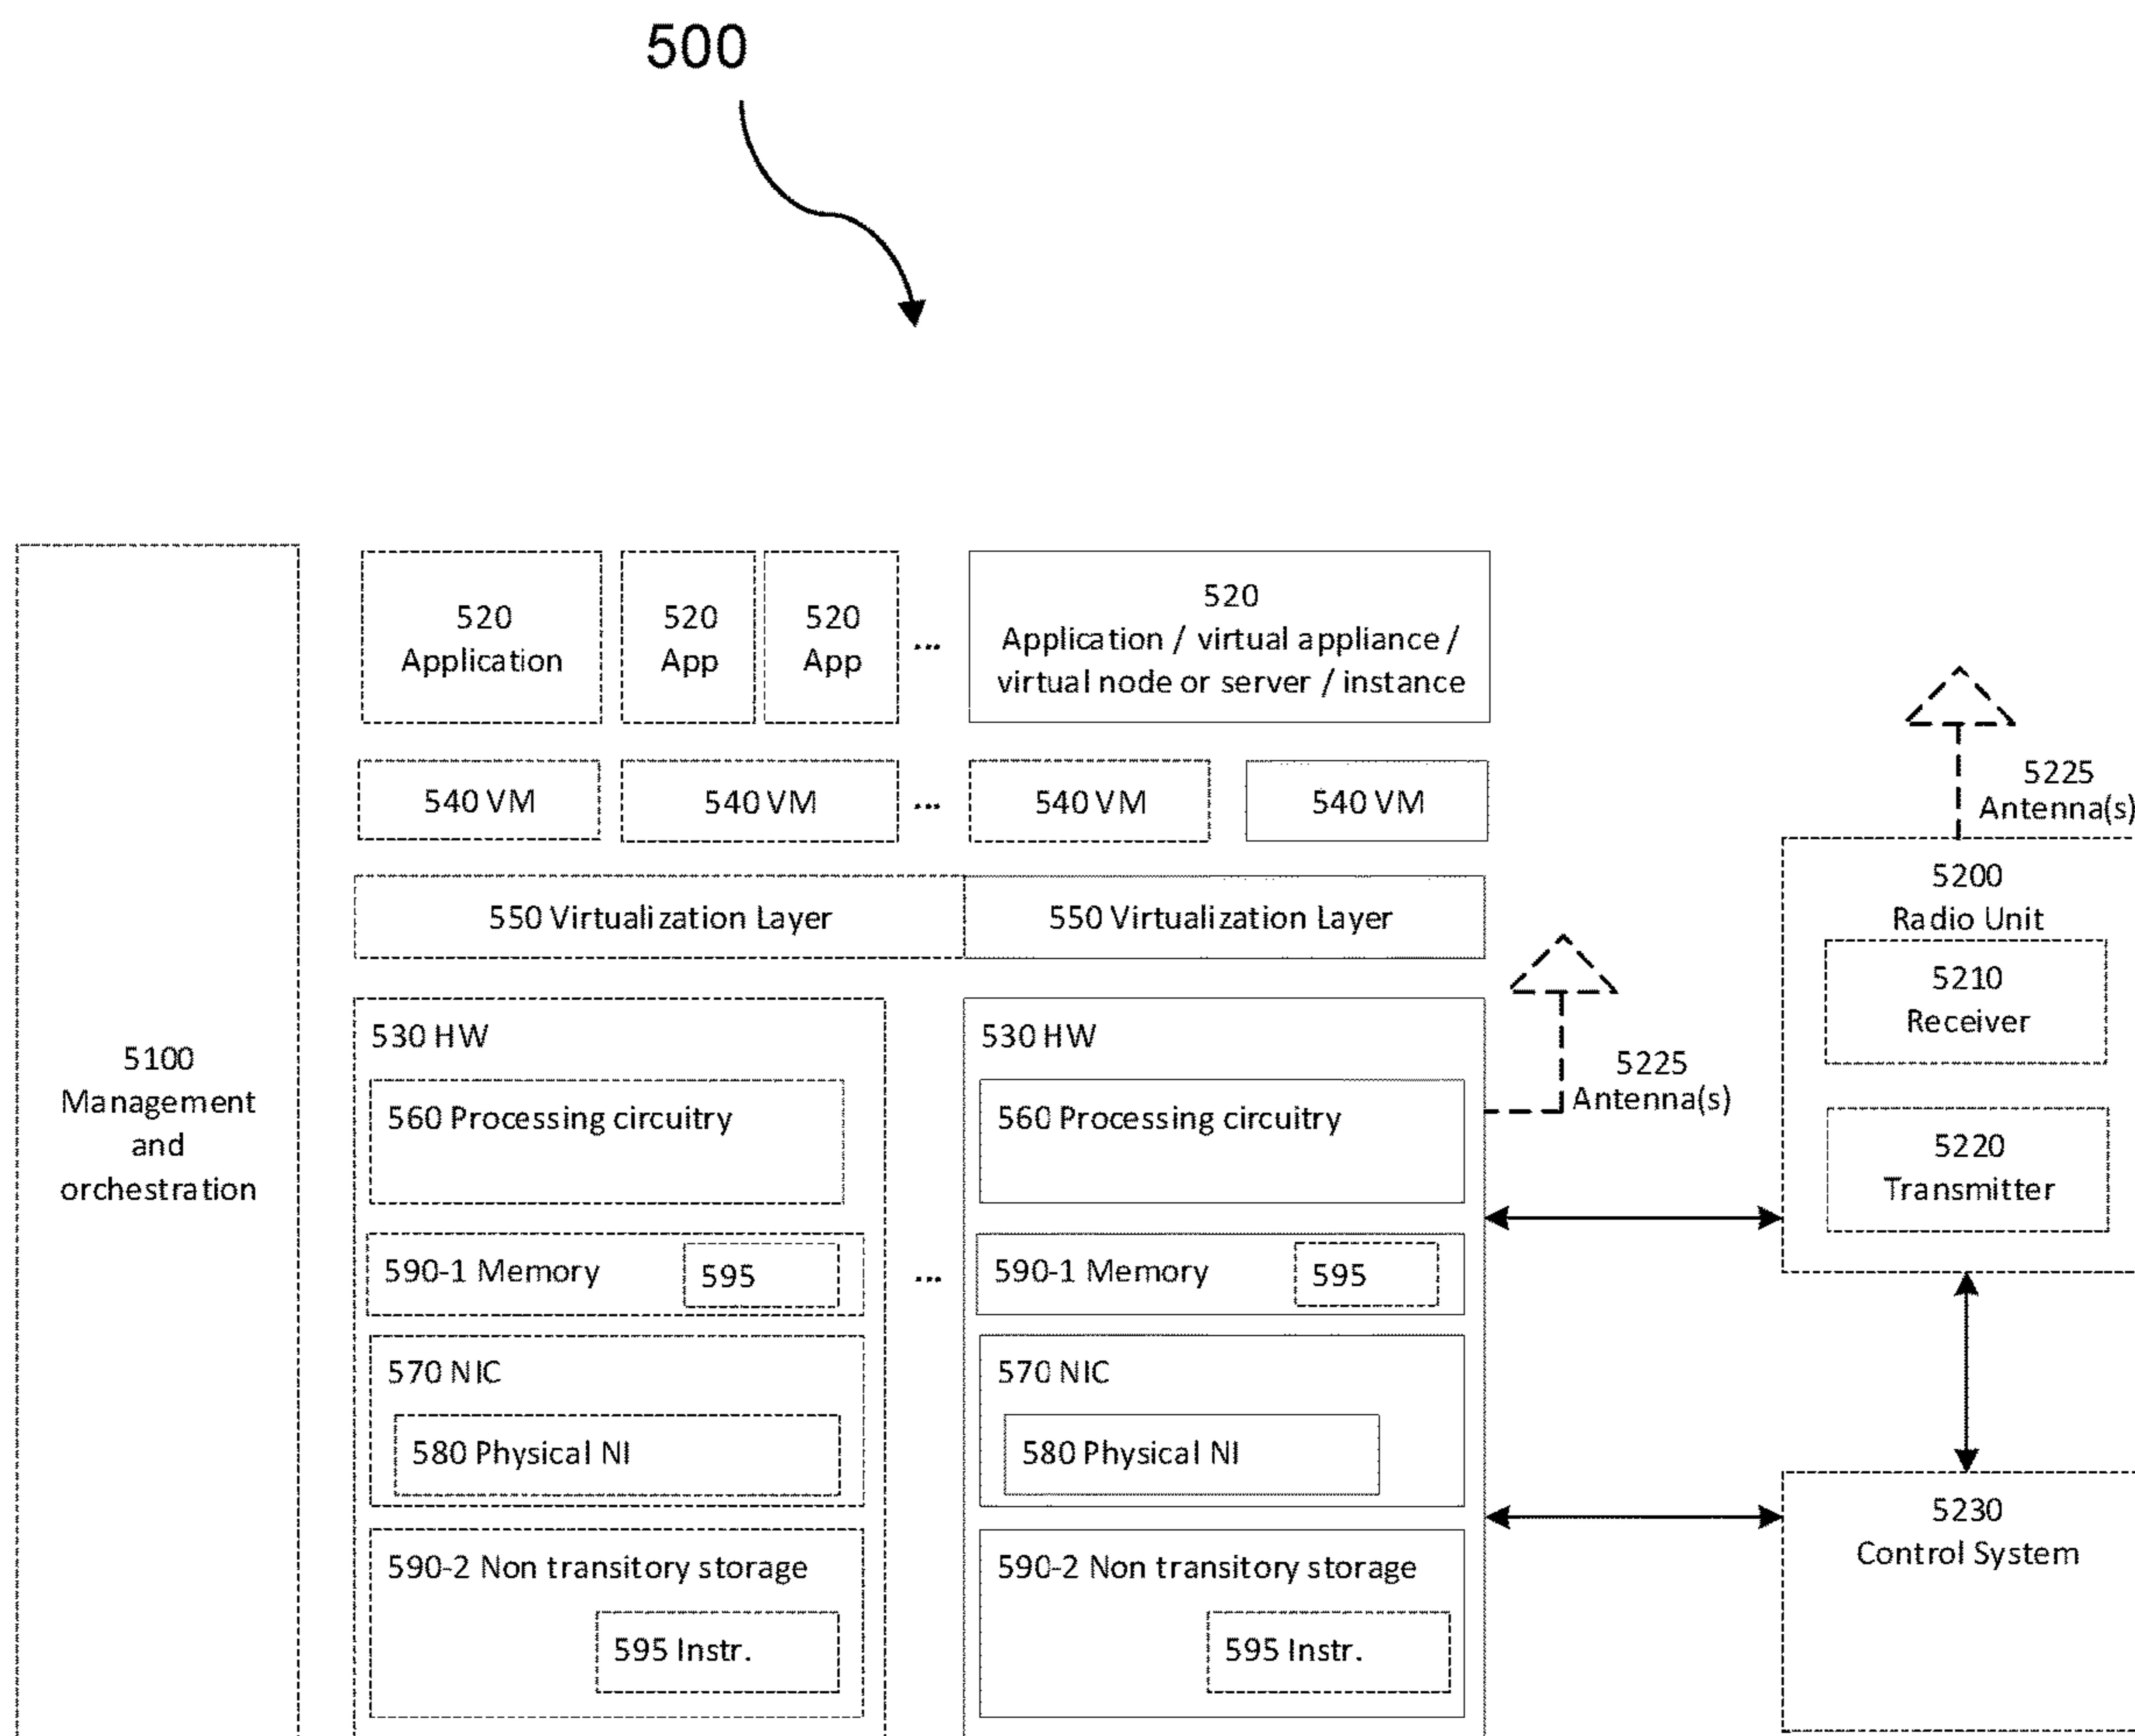 500
520
Application
520
App
520
App
...
520
Application / virtual appliance /
virtual node or server / instance
540 VM
540 VM
...
540 VM
540 VM
550 Virtualization Layer
550 Virtualization Layer
5100
Management
and
orchestration
530 HW
560 Processing circuitry
590-1 Memory
595
570 NIC
580 Physical NI
590-2 Non transitory storage
595 Instr.
...
530 HW
560 Processing circuitry
590-1 Memory
595
570 NIC
580 Physical NI
590-2 Non transitory storage
595 Instr.
5225
Antenna(s)
5225
Antenna(s)
5200
Radio Unit
5210
Receiver
5220
Transmitter
5230
Control System